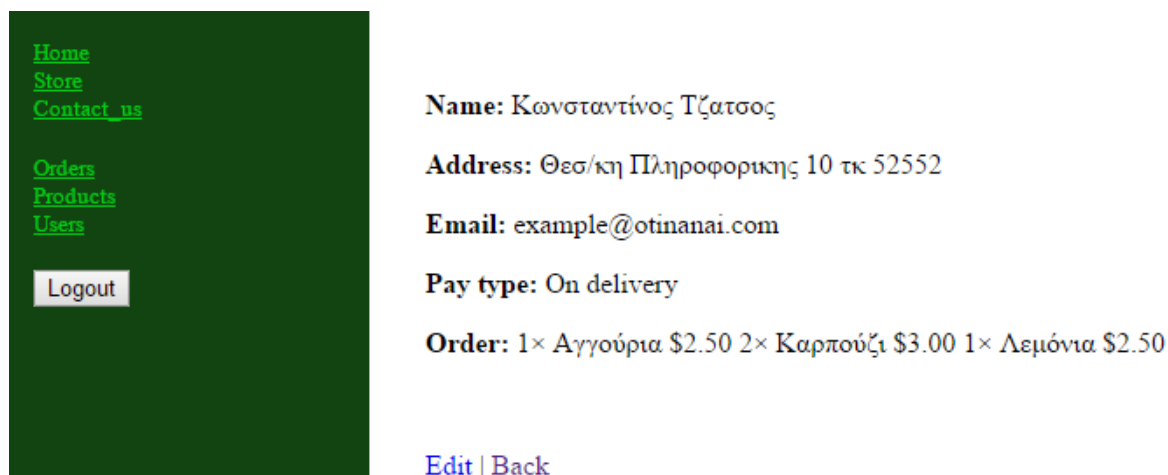 Home
Store
Contact_us
Orders
Products
Users
Logout
Name: Κωνσταντίνος Τζατσος
Address: Θεσ/κη Πληροφορικης 10 τκ 52552
Email: example@otinanai.com
Pay type: On delivery
Order: 1× Αγγούρια $2.50 2× Καρπούζι $3.00 1× Λεμόνια $2.50
Edit | Back